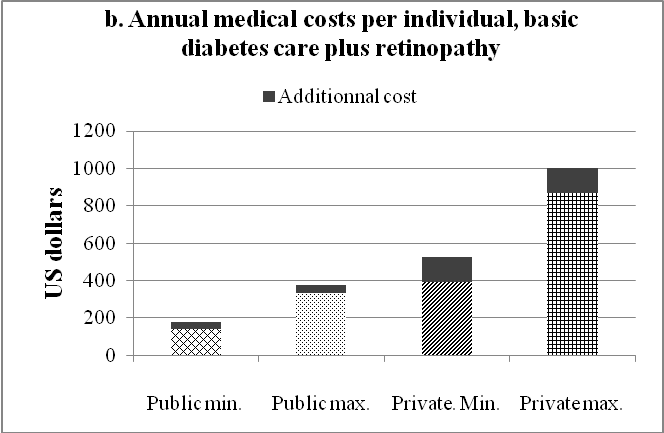 b. Annual medical costs per individual, basic
diabetes care plus retinopathy
Additionnal cost
US dollars
1200
1000
800
600
400
200
0
Public min. Public max. Private. Min. Private max.